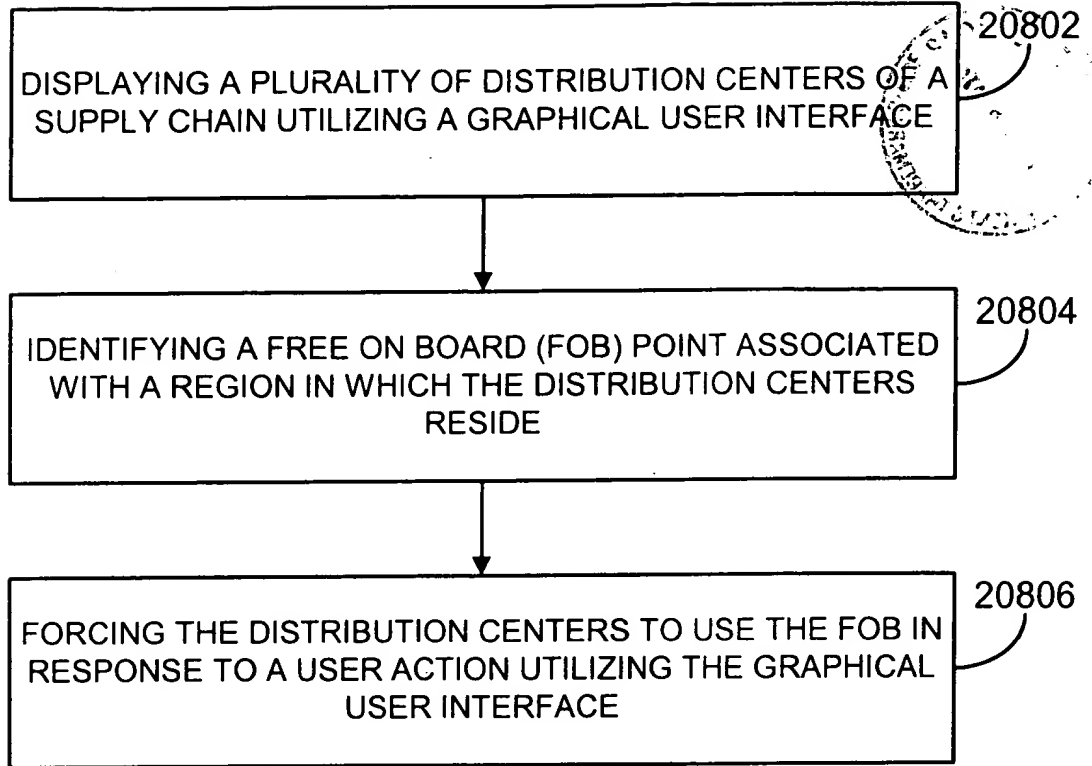 20802
DISPLAYING A PLURALITY OF DISTRIBUTION CENTERS OF A
SUPPLY CHAIN UTILIZING A GRAPHICAL USER INTERFACE
20804
IDENTIFYING A FREE ON BOARD (FOB) POINT ASSOCIATED
WITH A REGION IN WHICH THE DISTRIBUTION CENTERS
RESIDE
20806
FORCING THE DISTRIBUTION CENTERS TO USE THE FOB IN
RESPONSE TO A USER ACTION UTILIZING THE GRAPHICAL
USER INTERFACE